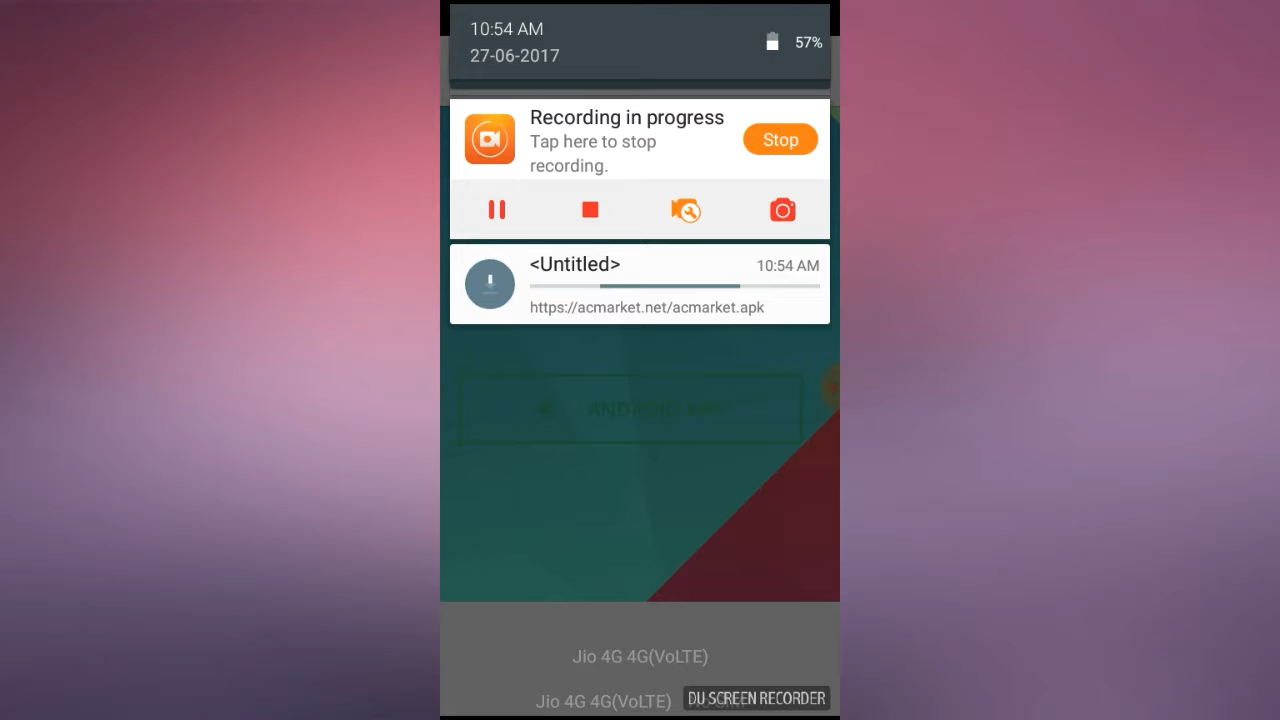 10:54 AM
57%
27-06-2017
Recording in progress
Tap here to stop
recording.
Stop
<Untitled>
10:54 AM
https://acmarket.net/acmarket.apk
Jio 4G 4G(VoLTE)
Jio 4G 4G(VoLTE)
DU SCREEN RECORDER